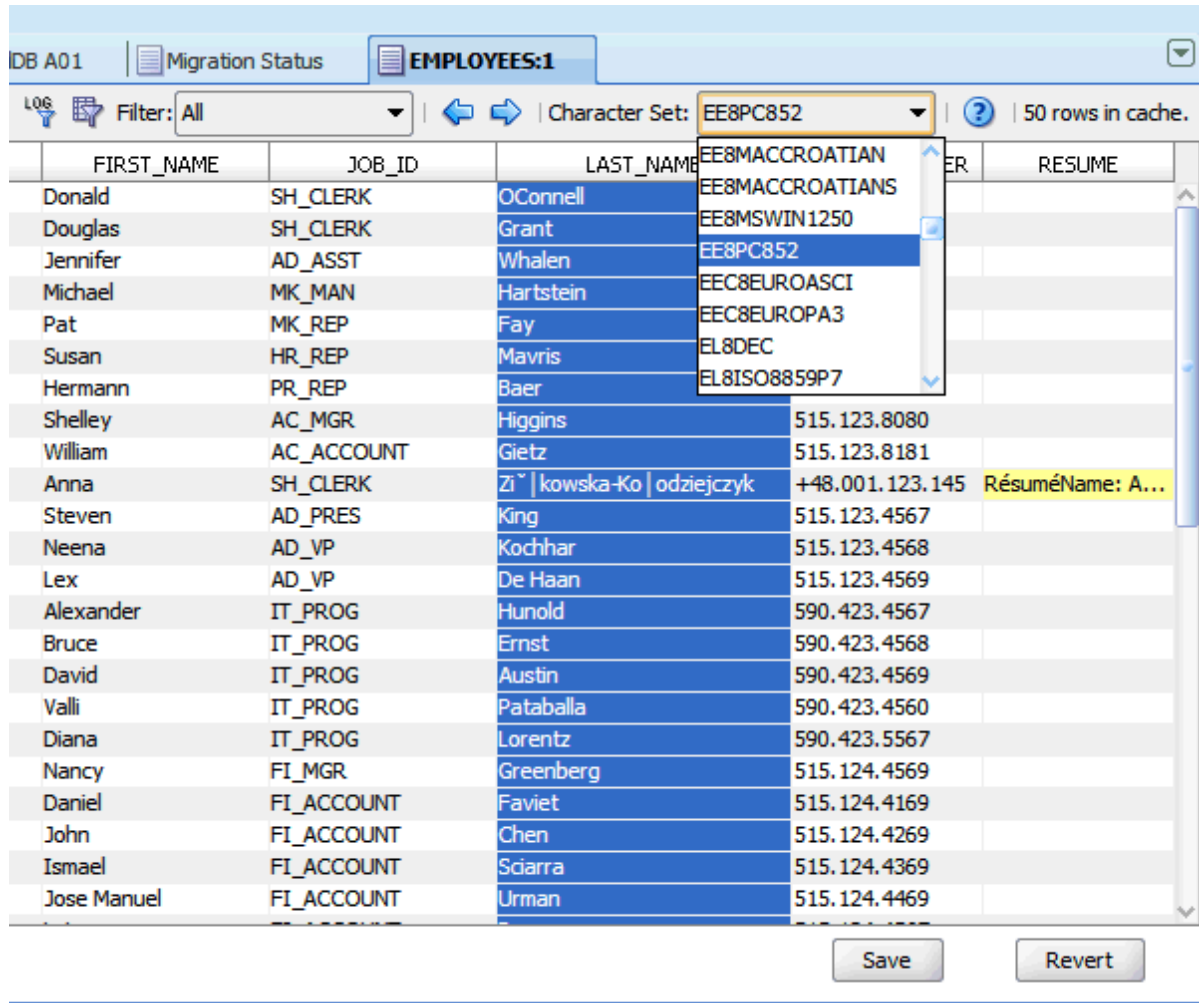 DB A01 Migration Status EMPLOYEES:1
LOG Filter: All Character Set: EE8PC852 ? 50 rows in cache.
FIRST_NAME JOB_ID LAST_NAME ER RESUME
EE8MACCROATIAN
EE8MACCROATIANS
EE8MSWIN1250
EE8PC852
EEC8EUROASCI
EEC8EUROPA3
EL8DEC
EL8ISO8859P7
Donald SH_CLERK OConnell
Douglas SH_CLERK Grant
Jennifer AD_ASST Whalen
Michael MK_MAN Hartstein
Pat MK_REP Fay
Susan HR_REP Mavris
Hermann PR_REP Baer
Shelley AC_MGR Higgins 515.123.8080
William AC_ACCOUNT Gietz 515.123.8181
Anna SH_CLERK Zi˘│kowska-Ko│odziejczyk +48.001.123.145 RésuméName: A...
Steven AD_PRES King 515.123.4567
Neena AD_VP Kochhar 515.123.4568
Lex AD_VP De Haan 515.123.4569
Alexander IT_PROG Hunold 590.423.4567
Bruce IT_PROG Ernst 590.423.4568
David IT_PROG Austin 590.423.4569
Valli IT_PROG Pataballa 590.423.4560
Diana IT_PROG Lorentz 590.423.5567
Nancy FI_MGR Greenberg 515.124.4569
Daniel FI_ACCOUNT Faviet 515.124.4169
John FI_ACCOUNT Chen 515.124.4269
Ismael FI_ACCOUNT Sciarra 515.124.4369
Jose Manuel FI_ACCOUNT Urman 515.124.4469
Save Revert